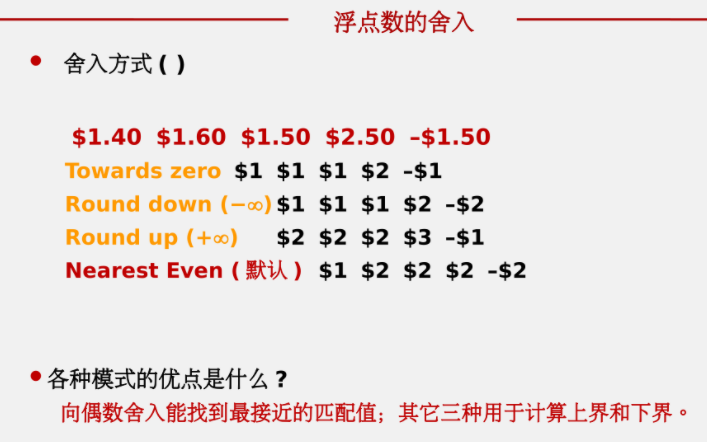 浮点数的舍入
舍入方式 ( )
$1.40 $1.60 $1.50 $2.50 –$1.50
Towards zero $1 $1 $1 $2 –$1
Round down (−∞) $1 $1 $1 $2 –$2
Round up (+∞) $2 $2 $2 $3 –$1
Nearest Even ( 默认 ) $1 $2 $2 $2 –$2
各种模式的优点是什么 ?
向偶数舍入能找到最接近的匹配值；其它三种用于计算上界和下界。